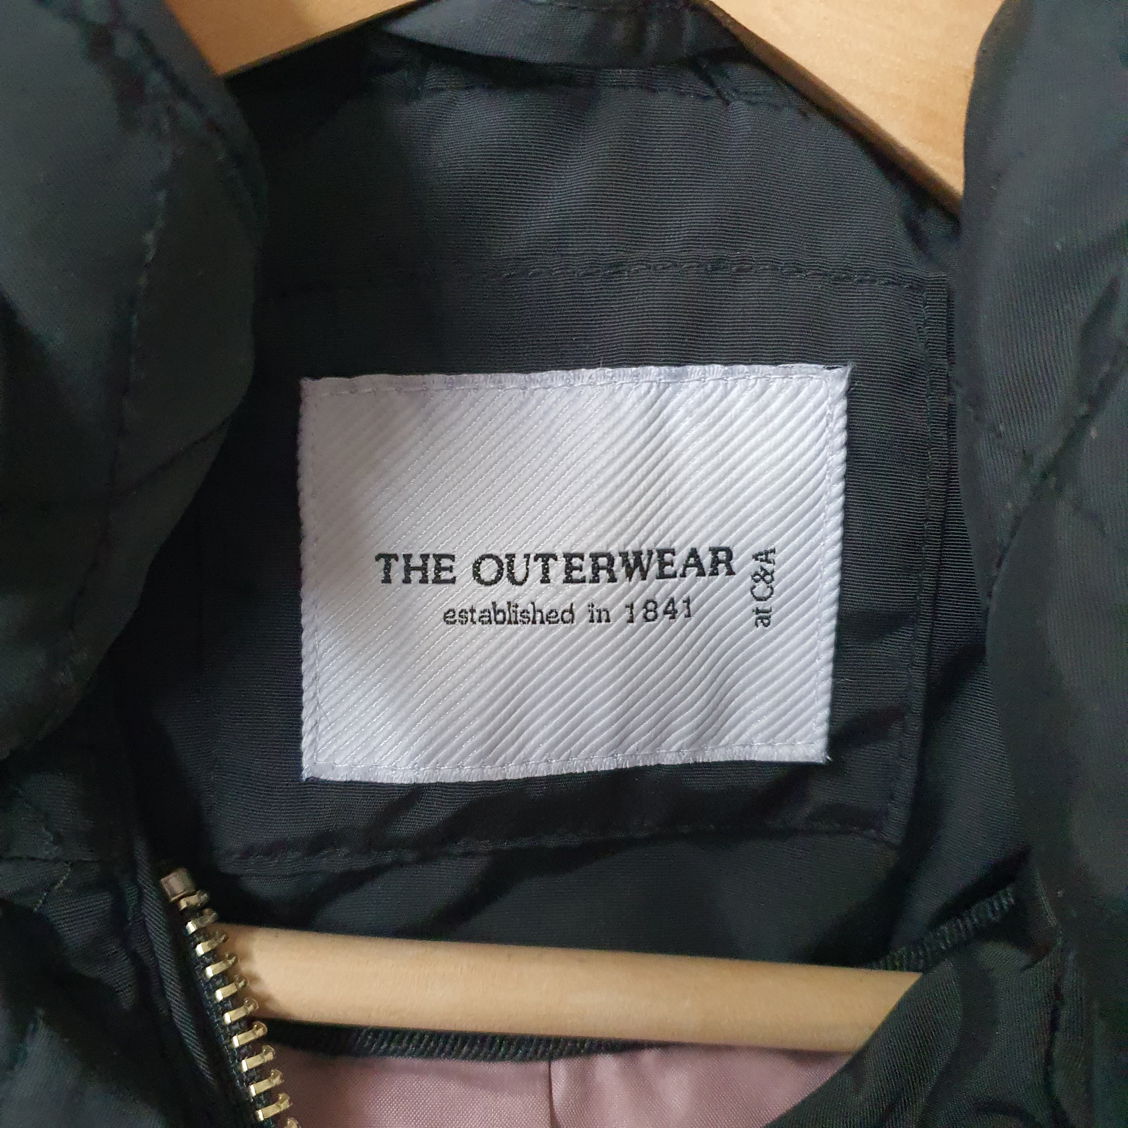 THE OUTERWEAR
established in 1841
at C&A